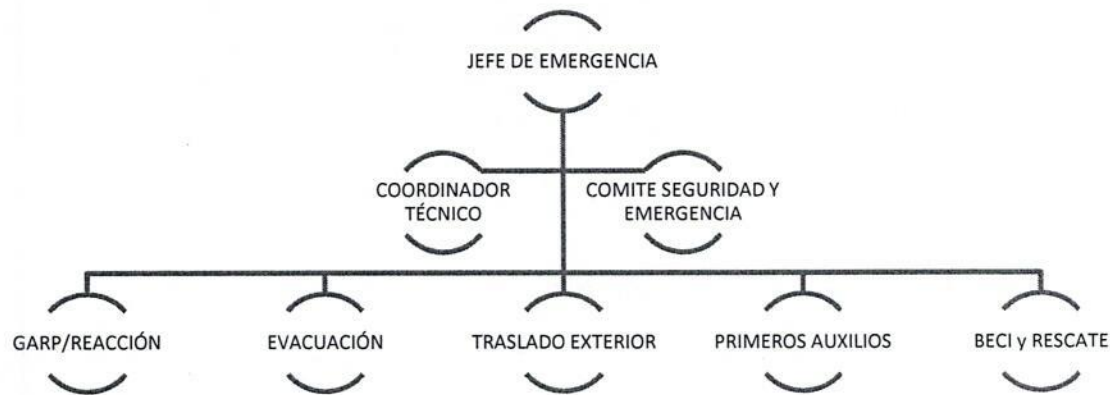 JEFE DE EMERGENCIA
COORDINADOR
TÉCNICO
COMITE SEGURIDAD Y
EMERGENCIA
GARP/REACCIÓN
EVACUACIÓN
TRASLADO EXTERIOR
PRIMEROS AUXILIOS
BECI y RESCATE